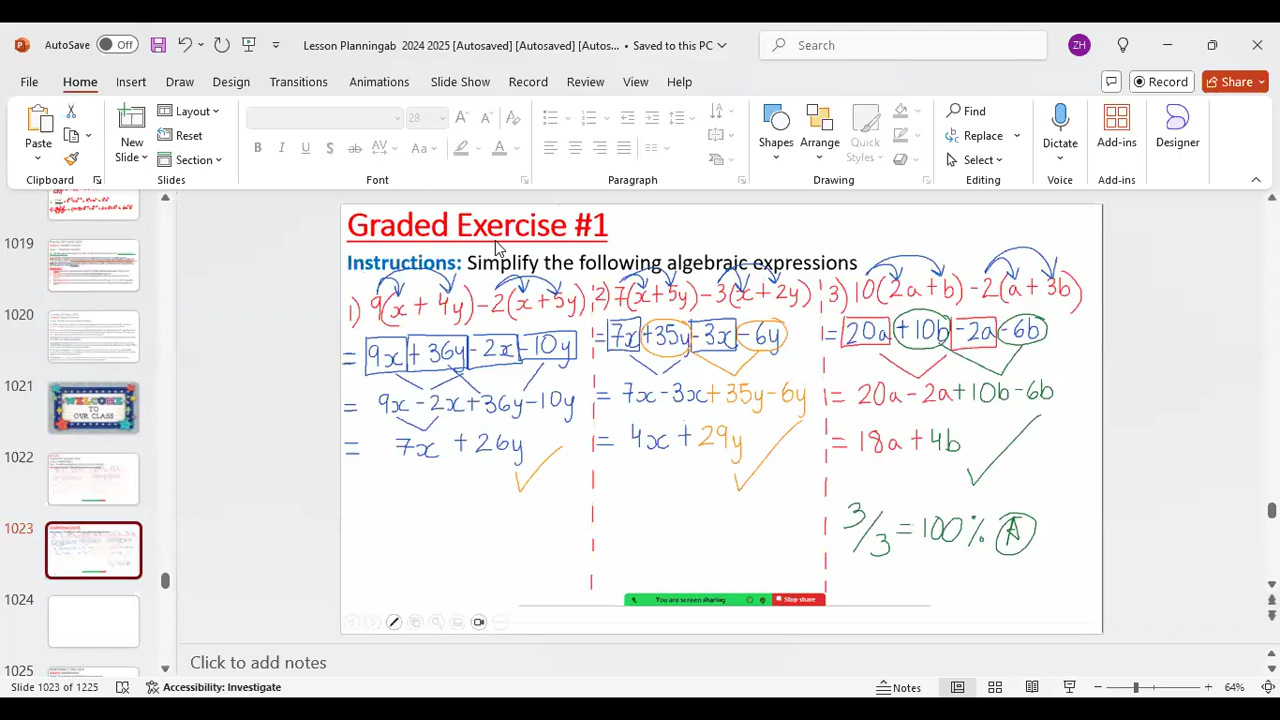 AutoSave Off Lesson Planningab 2024 2025 [Autosaved] [Autosaved] [Autos... • Saved to this PC Search ZH
File Home Insert Draw Design Transitions Animations Slide Show Record Review View Help Record Share
Paste New Slide Layout Reset Section 28 B I U S ab AV Aa A Shapes Arrange Quick Styles Find Replace Select Dictate Add-ins Designer
Clipboard Slides Font Paragraph Drawing Editing Voice Add-ins
1019
1020
1021
WELCOME
TO
OUR CLASS
1022
1023
1024
1025
Graded Exercise #1
Instructions: Simplify the following algebraic expressions
1) 9(x + 4y) - 2(x + 5y)
= 9x + 36y - 2x - 10y
= 9x - 2x + 36y - 10y
= 7x + 26y
2) 7(x + 5y) - 3(x + 2y)
= 7x + 35y - 3x - 6y
= 7x - 3x + 35y - 6y
= 4x + 29y
3) 10(2a + b) - 2(a + 3b)
= 20a + 10b - 2a - 6b
= 20a - 2a + 10b - 6b
= 18a + 4b
3/3 = 100% A
You are screen sharing Stop share
Click to add notes
Slide 1023 of 1225 Accessibility: Investigate Notes 64%